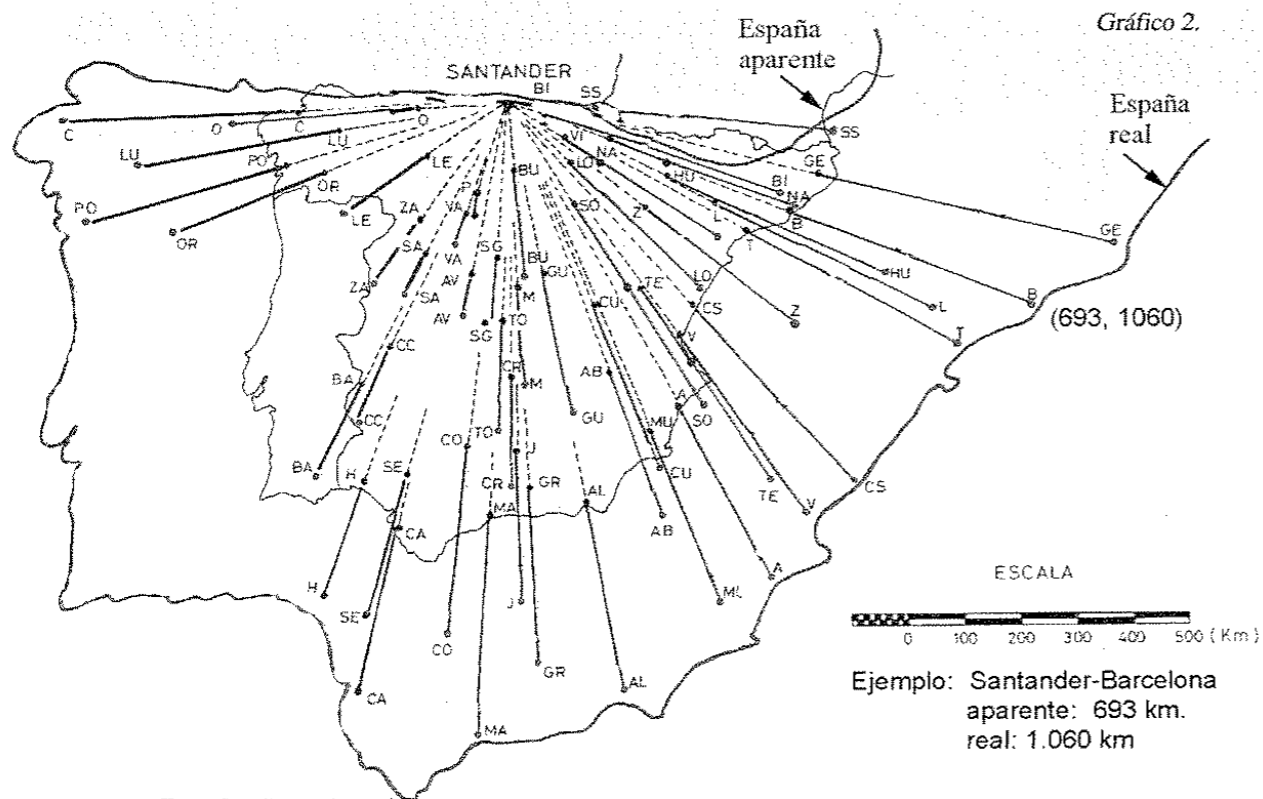 Gráfico 2.
España
aparente
España
real
SANTANDER
BI
SS
SS
C
O
C
O
LU
LU
PO
PO
OR
OR
LE
LE
VI
NA
LO
HU
GE
BI
NA
B
BU
P
ZA
VA
SO
Z
L
T
GE
SA
SG
VA
AV
BU
GU
ZA
SA
AV
SG
TO
M
CU
TE
LO
CS
HU
L
B
Z
T
(693, 1060)
CC
V
BA
CR
M
AB
A
SO
CC
GU
CO
TO
J
MU
CU
BA
H
SE
CR
GR
AL
TE
CS
V
MA
CA
AB
A
H
SE
J
MU
CO
GR
AL
CA
MA
ESCALA
0 100 200 300 400 500 (Km)
Ejemplo: Santander-Barcelona
aparente: 693 km.
real: 1.060 km